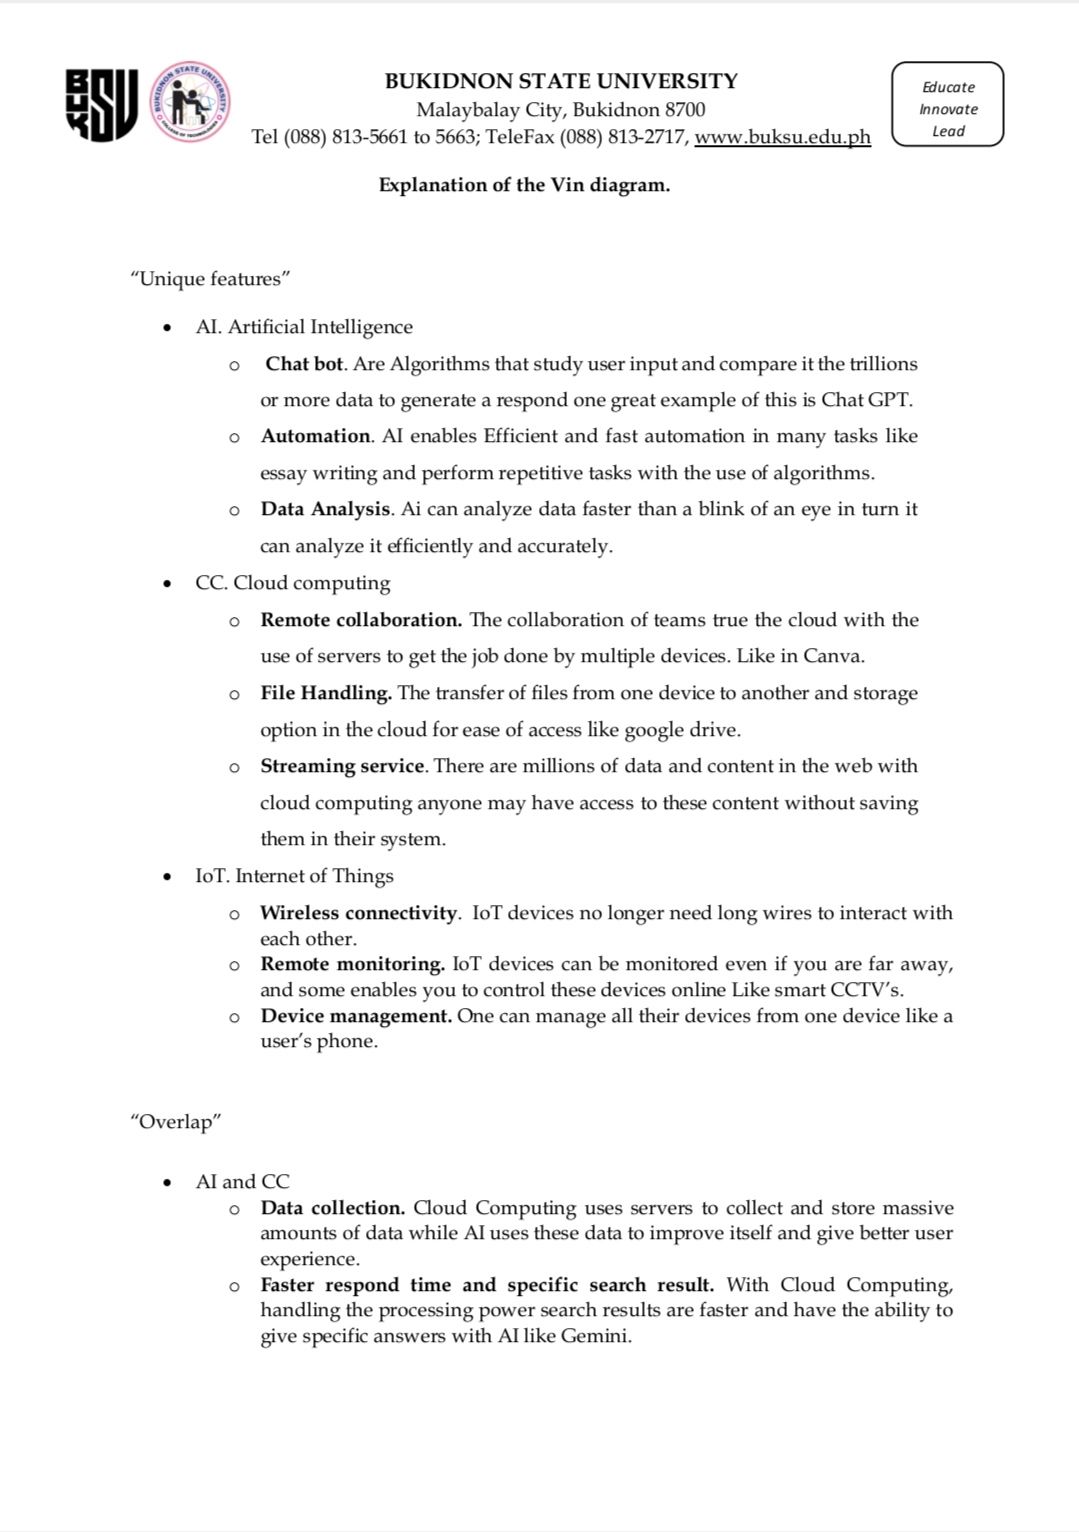 BUKSU
BUKIDNON STATE UNIVERSITY
COLLEGE OF TECHNOLOGIES
BUKIDNON STATE UNIVERSITY
Malaybalay City, Bukidnon 8700
Tel (088) 813-5661 to 5663; TeleFax (088) 813-2717, www.buksu.edu.ph
Educate
Innovate
Lead
Explanation of the Vin diagram.
“Unique features”
• AI. Artificial Intelligence
o Chat bot. Are Algorithms that study user input and compare it the trillions
or more data to generate a respond one great example of this is Chat GPT.
o Automation. AI enables Efficient and fast automation in many tasks like
essay writing and perform repetitive tasks with the use of algorithms.
o Data Analysis. Ai can analyze data faster than a blink of an eye in turn it
can analyze it efficiently and accurately.
• CC. Cloud computing
o Remote collaboration. The collaboration of teams true the cloud with the
use of servers to get the job done by multiple devices. Like in Canva.
o File Handling. The transfer of files from one device to another and storage
option in the cloud for ease of access like google drive.
o Streaming service. There are millions of data and content in the web with
cloud computing anyone may have access to these content without saving
them in their system.
• IoT. Internet of Things
o Wireless connectivity. IoT devices no longer need long wires to interact with
each other.
o Remote monitoring. IoT devices can be monitored even if you are far away,
and some enables you to control these devices online Like smart CCTV’s.
o Device management. One can manage all their devices from one device like a
user’s phone.
“Overlap”
• AI and CC
o Data collection. Cloud Computing uses servers to collect and store massive
amounts of data while AI uses these data to improve itself and give better user
experience.
o Faster respond time and specific search result. With Cloud Computing,
handling the processing power search results are faster and have the ability to
give specific answers with AI like Gemini.